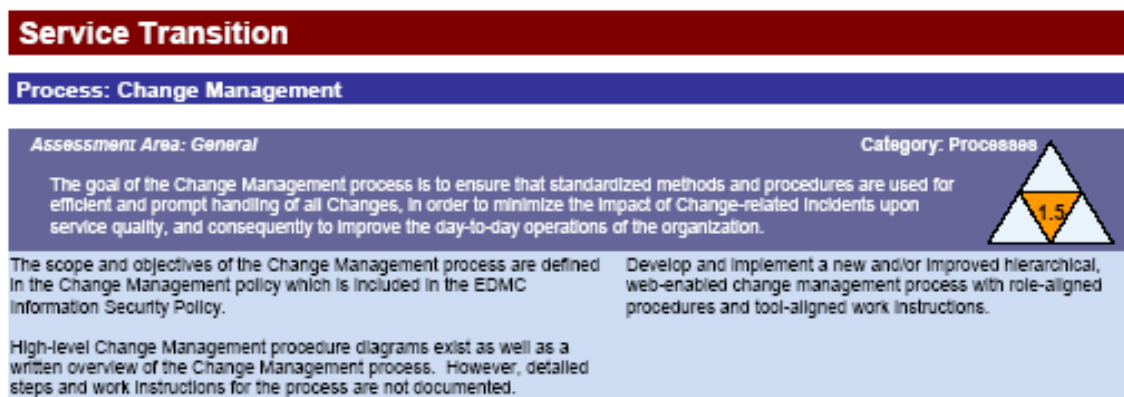 Service Transition
Process: Change Management
Assessment Area: General
Category: Processes
The goal of the Change Management process is to ensure that standardized methods and procedures are used for
efficient and prompt handling of all Changes, in order to minimize the impact of Change-related incidents upon
service quality, and consequently to improve the day-to-day operations of the organization.
1.5
The scope and objectives of the Change Management process are defined
in the Change Management policy which is included in the EDMC
Information Security Policy.
High-level Change Management procedure diagrams exist as well as a
written overview of the Change Management process. However, detailed
steps and work instructions for the process are not documented.
Develop and implement a new and/or improved hierarchical,
web-enabled change management process with role-aligned
procedures and tool-aligned work instructions.